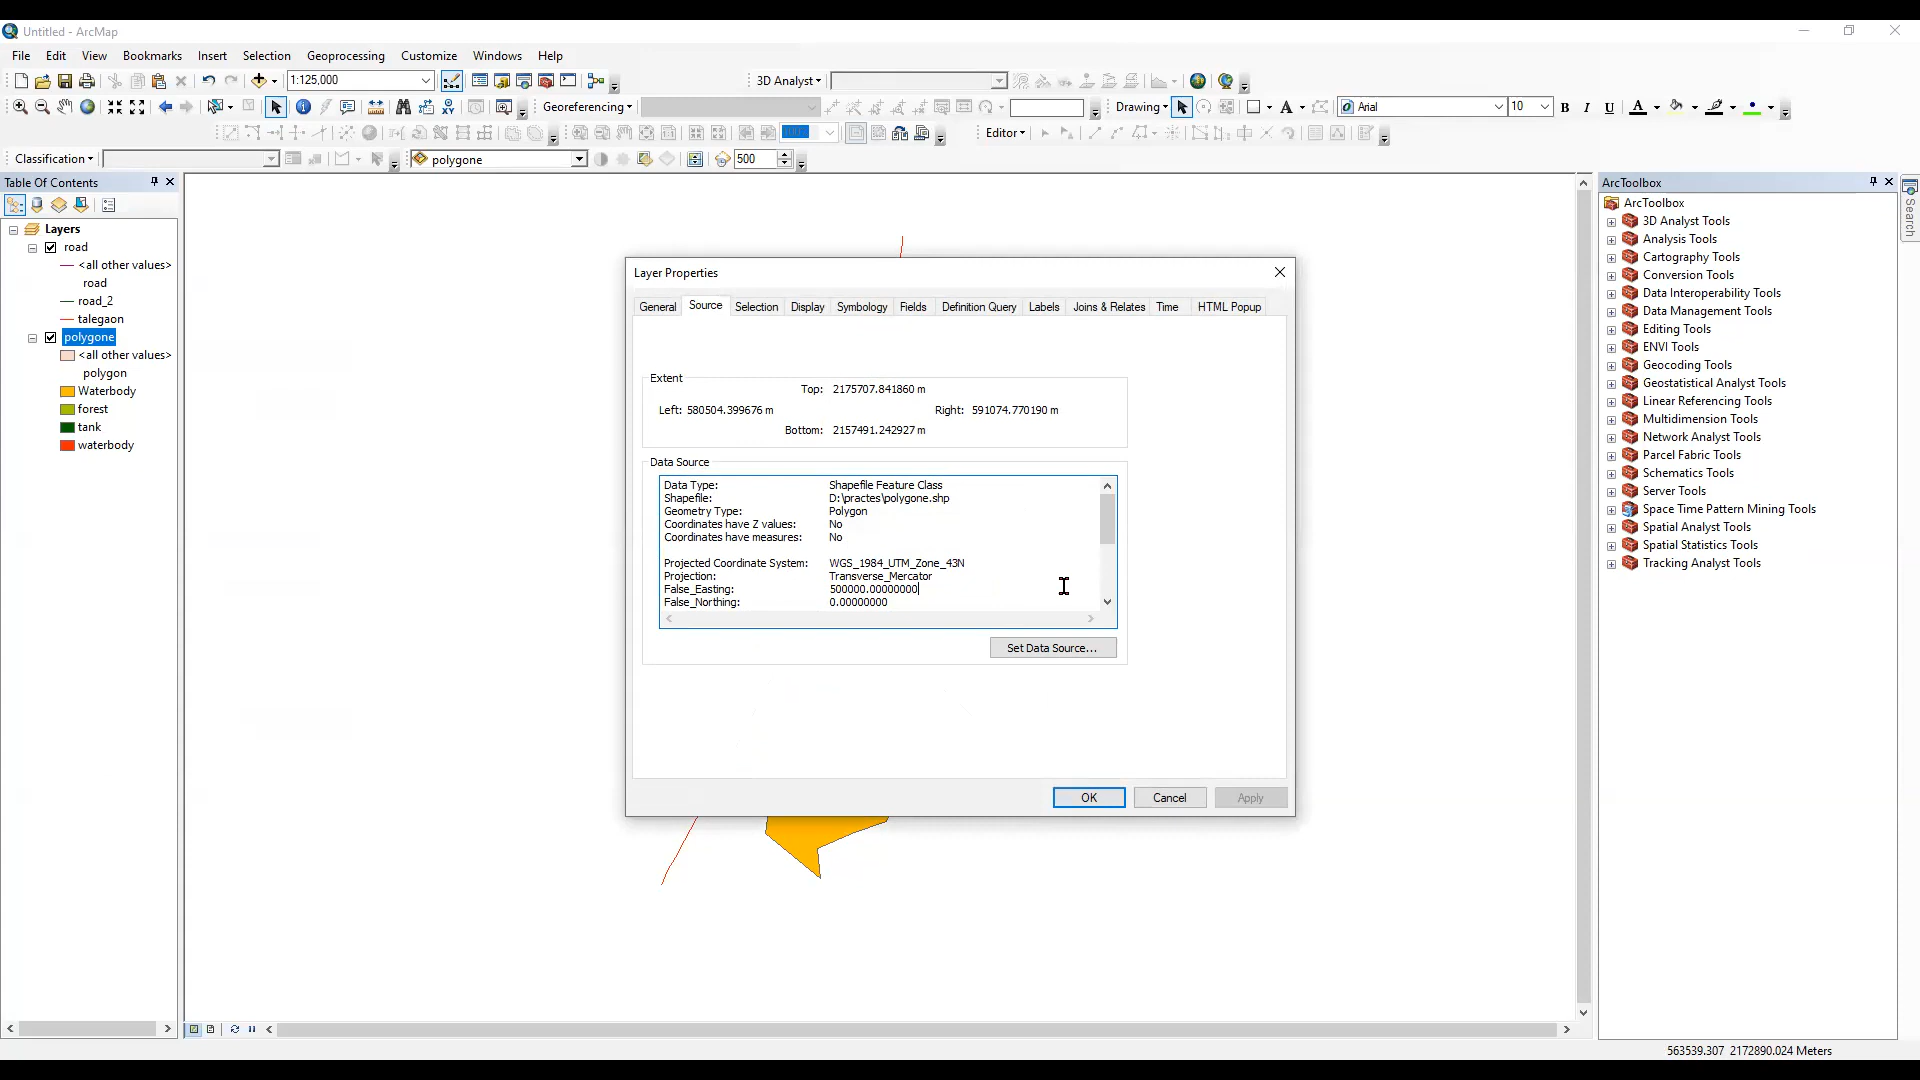 Untitled - ArcMap
File Edit View Bookmarks Insert Selection Geoprocessing Customize Windows Help
1:125,000 3D Analyst
Georeferencing Drawing Arial 10 B I U A
Editor
Classification polygone 500
Table Of Contents
Layers
road
<all other values>
road
road_2
talegaon
polygone
<all other values>
polygon
Waterbody
forest
tank
waterbody
Layer Properties
General Source Selection Display Symbology Fields Definition Query Labels Joins & Relates Time HTML Popup
Extent
Top: 2175707.841860 m
Left: 580504.399676 m Right: 591074.770190 m
Bottom: 2157491.242927 m
Data Source
Data Type: Shapefile Feature Class
Shapefile: D:\practes\polygone.shp
Geometry Type: Polygon
Coordinates have Z values: No
Coordinates have measures: No
Projected Coordinate System: WGS_1984_UTM_Zone_43N
Projection: Transverse_Mercator
False_Easting: 500000.00000000
False_Northing: 0.00000000
Set Data Source...
OK Cancel Apply
ArcToolbox
ArcToolbox
3D Analyst Tools
Analysis Tools
Cartography Tools
Conversion Tools
Data Interoperability Tools
Data Management Tools
Editing Tools
ENVI Tools
Geocoding Tools
Geostatistical Analyst Tools
Linear Referencing Tools
Multidimension Tools
Network Analyst Tools
Parcel Fabric Tools
Schematics Tools
Server Tools
Space Time Pattern Mining Tools
Spatial Analyst Tools
Spatial Statistics Tools
Tracking Analyst Tools
Search
563539.307 2172890.024 Meters